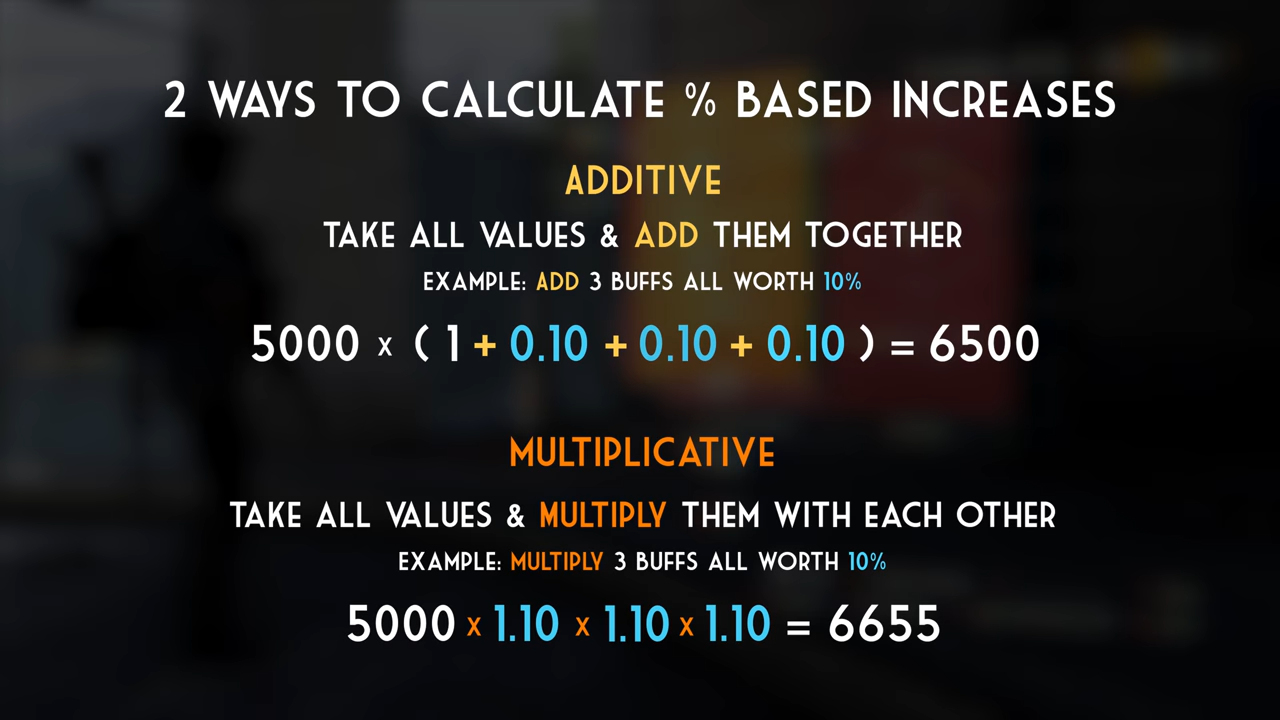 2 WAYS TO CALCULATE % BASED INCREASES
ADDITIVE
TAKE ALL VALUES & ADD THEM TOGETHER
EXAMPLE: ADD 3 BUFFS ALL WORTH 10%
5000 x ( 1 + 0.10 + 0.10 + 0.10 ) = 6500
MULTIPLICATIVE
TAKE ALL VALUES & MULTIPLY THEM WITH EACH OTHER
EXAMPLE: MULTIPLY 3 BUFFS ALL WORTH 10%
5000 x 1.10 x 1.10 x 1.10 = 6655